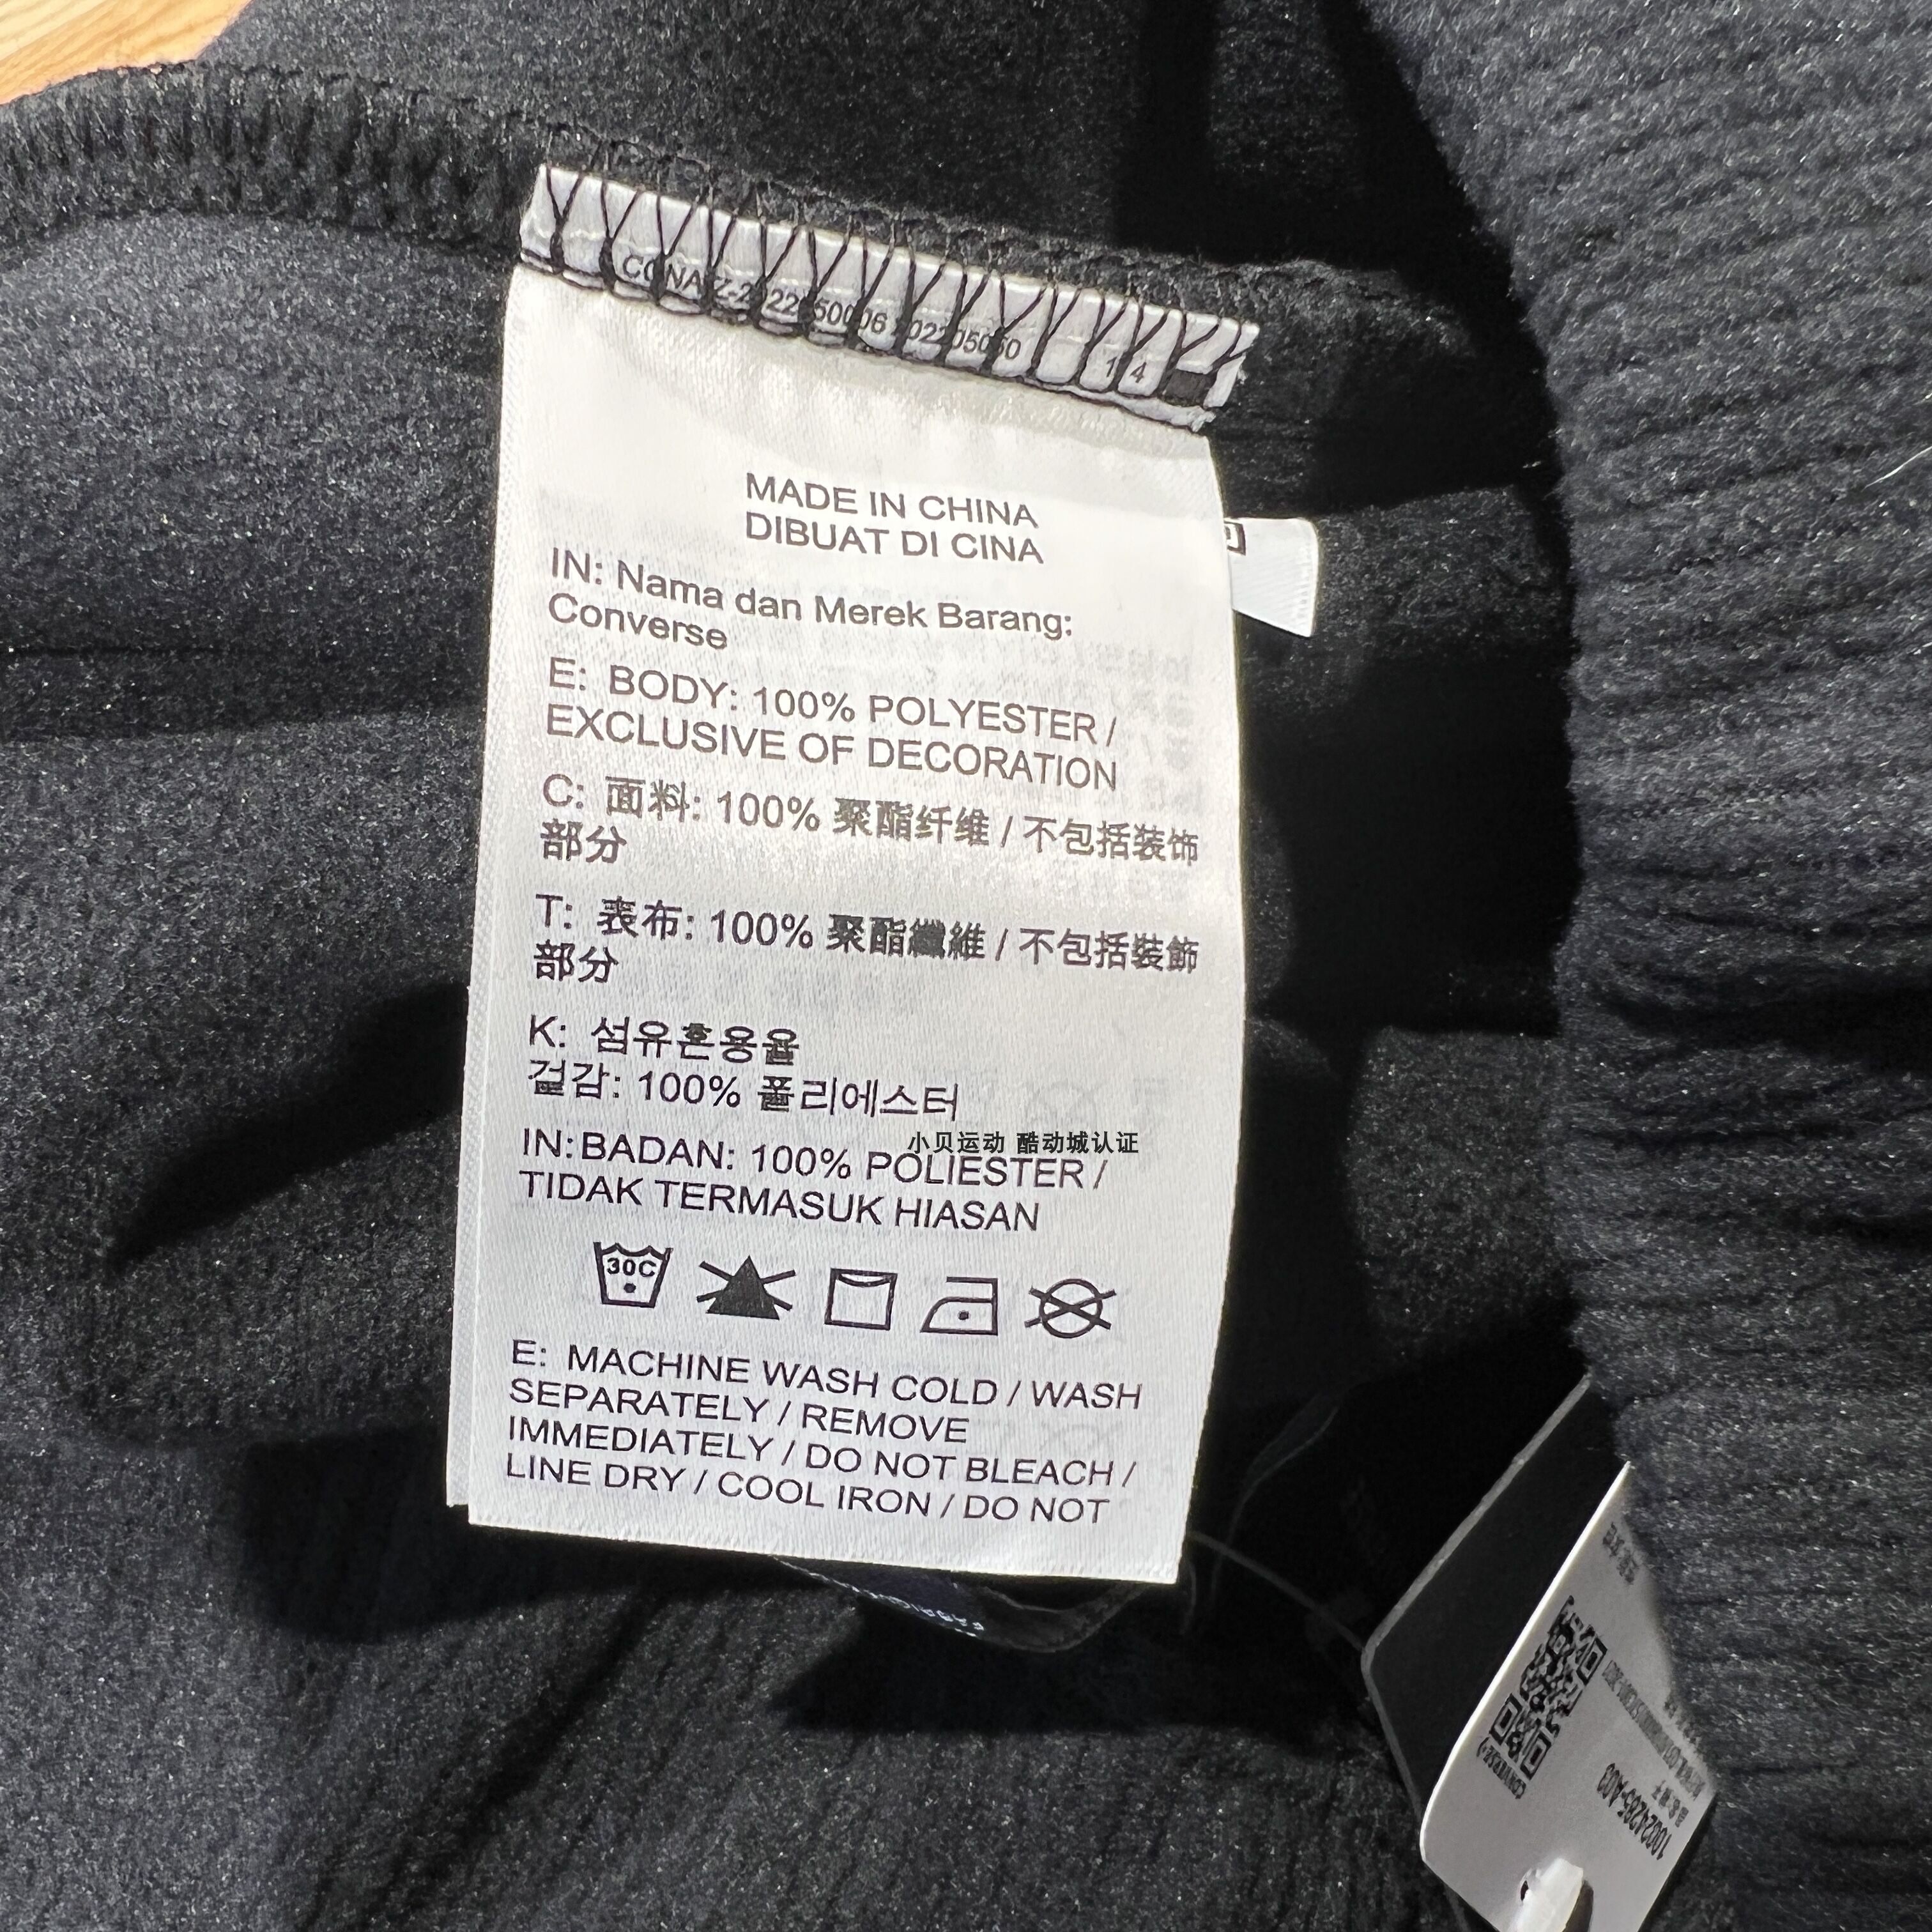 MADE IN CHINA
DIBUAT DI CINA
IN: Nama dan Merek Barang:
Converse
E: BODY: 100% POLYESTER /
EXCLUSIVE OF DECORATION
C: 面料: 100% 聚酯纤维 / 不包括装饰
部分
T: 表布: 100% 聚酯纖維 / 不包括裝飾
部分
K: 섬유혼용율
겉감: 100% 폴리에스터
小贝运动 酷动城认证
IN: BADAN: 100% POLIESTER /
TIDAK TERMASUK HIASAN
30C
E: MACHINE WASH COLD / WASH
SEPARATELY / REMOVE
IMMEDIATELY / DO NOT BLEACH /
LINE DRY / COOL IRON / DO NOT
10024285-A03